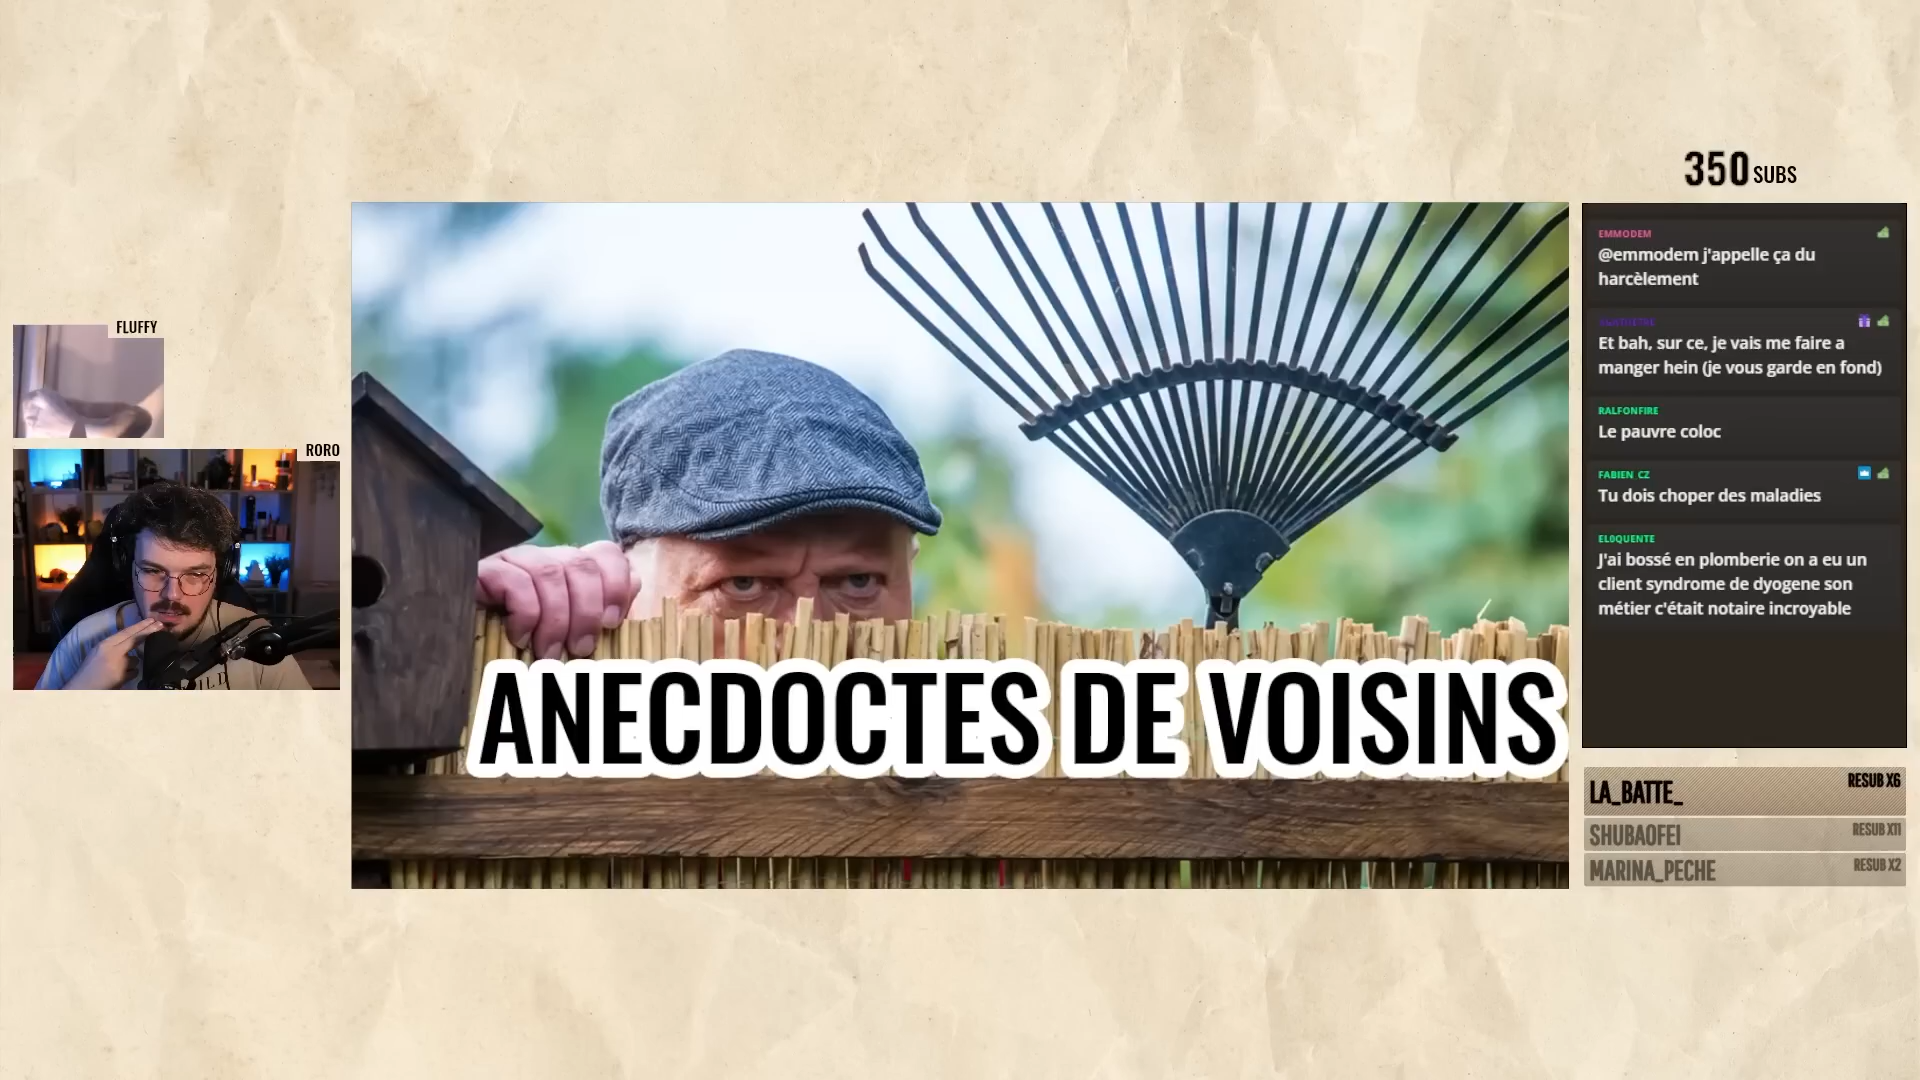 350 SUBS
FLUFFY
RORO
ANECDOCTES DE VOISINS
EMMODEM
@emmodem j'appelle ça du
harcèlement
Et bah, sur ce, je vais me faire a
manger hein (je vous garde en fond)
RALFONFIRE
Le pauvre coloc
FABIEN_CZ
Tu dois choper des maladies
EL0QUENTE
J'ai bossé en plomberie on a eu un
client syndrome de dyogene son
métier c'était notaire incroyable
LA_BATTE_ RESUB X6
SHUBAOFEI RESUB X11
MARINA_PECHE RESUB X2